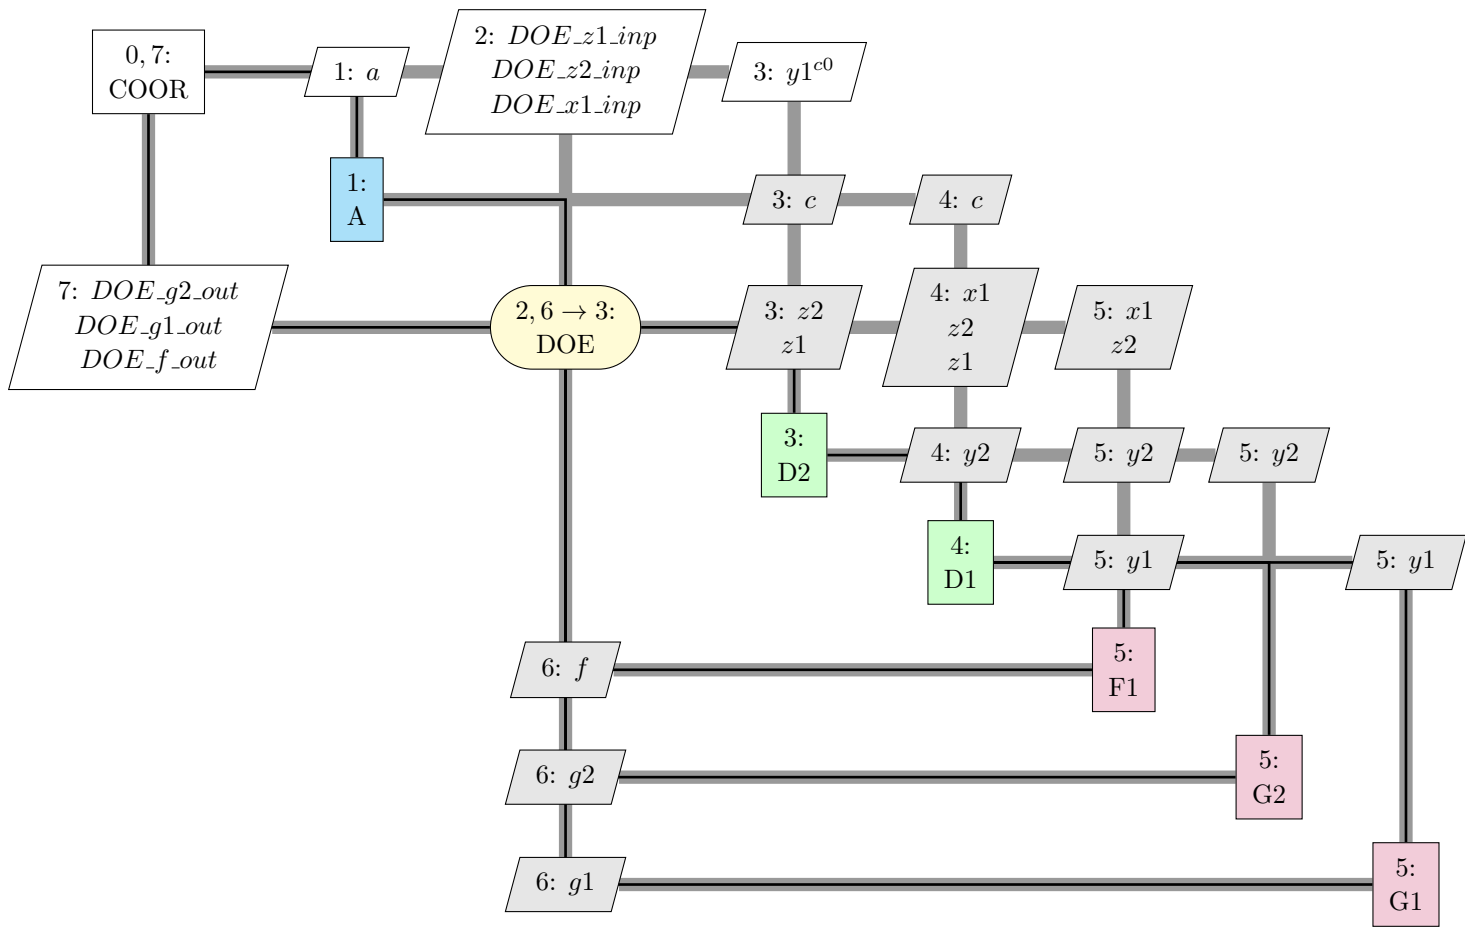 0, 7:
COOR
1: a
2: DOE_z1_inp
DOE_z2_inp
DOE_x1_inp
3: y1^{c0}
1:
A
3: c
4: c
7: DOE_g2_out
DOE_g1_out
DOE_f_out
2, 6 → 3:
DOE
3: z2
z1
4: x1
z2
z1
5: x1
z2
3:
D2
4: y2
5: y2
5: y2
4:
D1
5: y1
5: y1
6: f
5:
F1
6: g2
5:
G2
6: g1
5:
G1